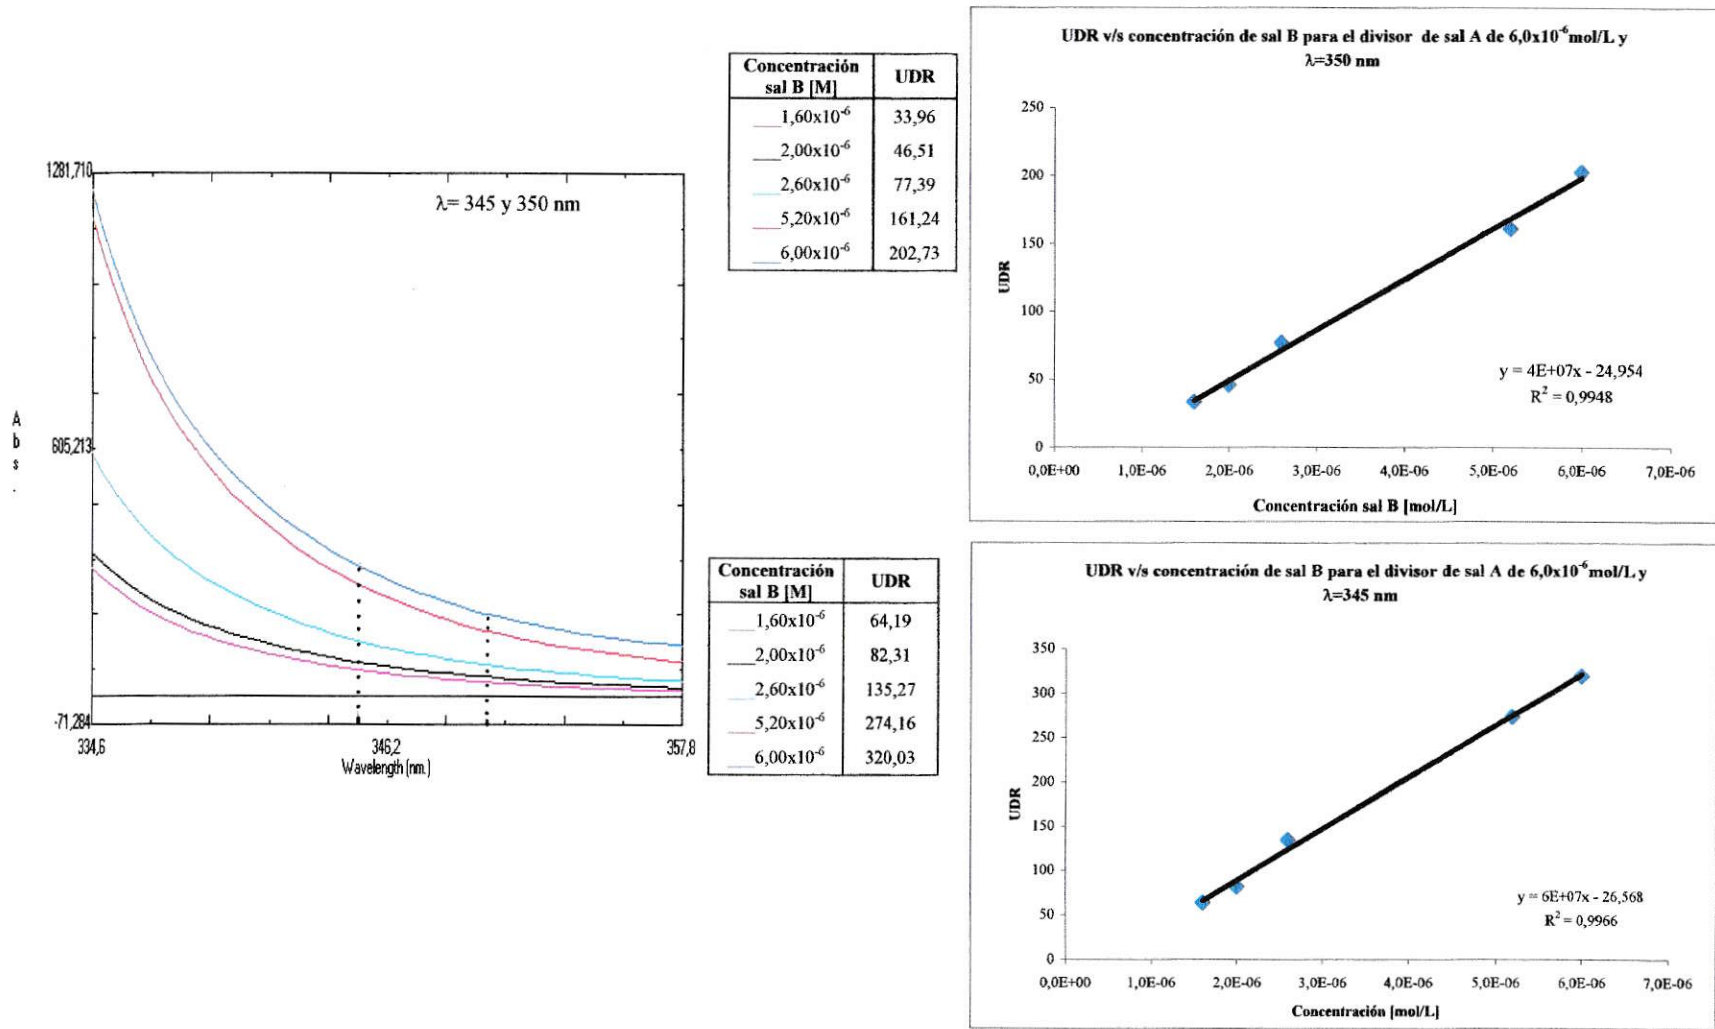 1281,710
λ= 345 y 350 nm
A
b
s
.
605,213
-71,284
334,6
346,2
357,8
Wavelength (nm.)
Concentración sal B [M]
UDR
1,60x10⁻⁶ 33,96
2,00x10⁻⁶ 46,51
2,60x10⁻⁶ 77,39
5,20x10⁻⁶ 161,24
6,00x10⁻⁶ 202,73
UDR v/s concentración de sal B para el divisor de sal A de 6,0x10⁻⁶mol/L y
λ=350 nm
250
200
150
100
50
0
UDR
y = 4E+07x - 24,954
R² = 0,9948
0,0E+00 1,0E-06 2,0E-06 3,0E-06 4,0E-06 5,0E-06 6,0E-06 7,0E-06
Concentración sal B [mol/L]
Concentración sal B [M]
UDR
1,60x10⁻⁶ 64,19
2,00x10⁻⁶ 82,31
2,60x10⁻⁶ 135,27
5,20x10⁻⁶ 274,16
6,00x10⁻⁶ 320,03
UDR v/s concentración de sal B para el divisor de sal A de 6,0x10⁻⁶mol/L y
λ=345 nm
350
300
250
200
150
100
50
0
UDR
y = 6E+07x - 26,568
R² = 0,9966
0,0E+00 1,0E-06 2,0E-06 3,0E-06 4,0E-06 5,0E-06 6,0E-06 7,0E-06
Concentración [mol/L]